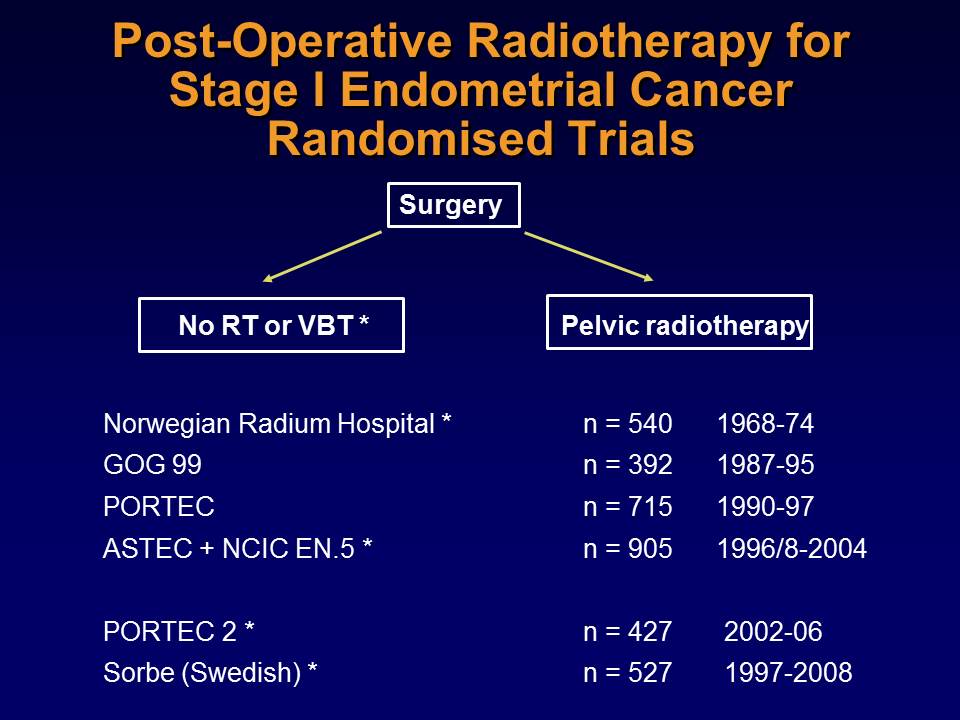 Post-Operative Radiotherapy for
Stage I Endometrial Cancer
Randomised Trials
Surgery
No RT or VBT *
Pelvic radiotherapy
Norwegian Radium Hospital * n = 540 1968-74
GOG 99 n = 392 1987-95
PORTEC n = 715 1990-97
ASTEC + NCIC EN.5 * n = 905 1996/8-2004
PORTEC 2 * n = 427 2002-06
Sorbe (Swedish) * n = 527 1997-2008